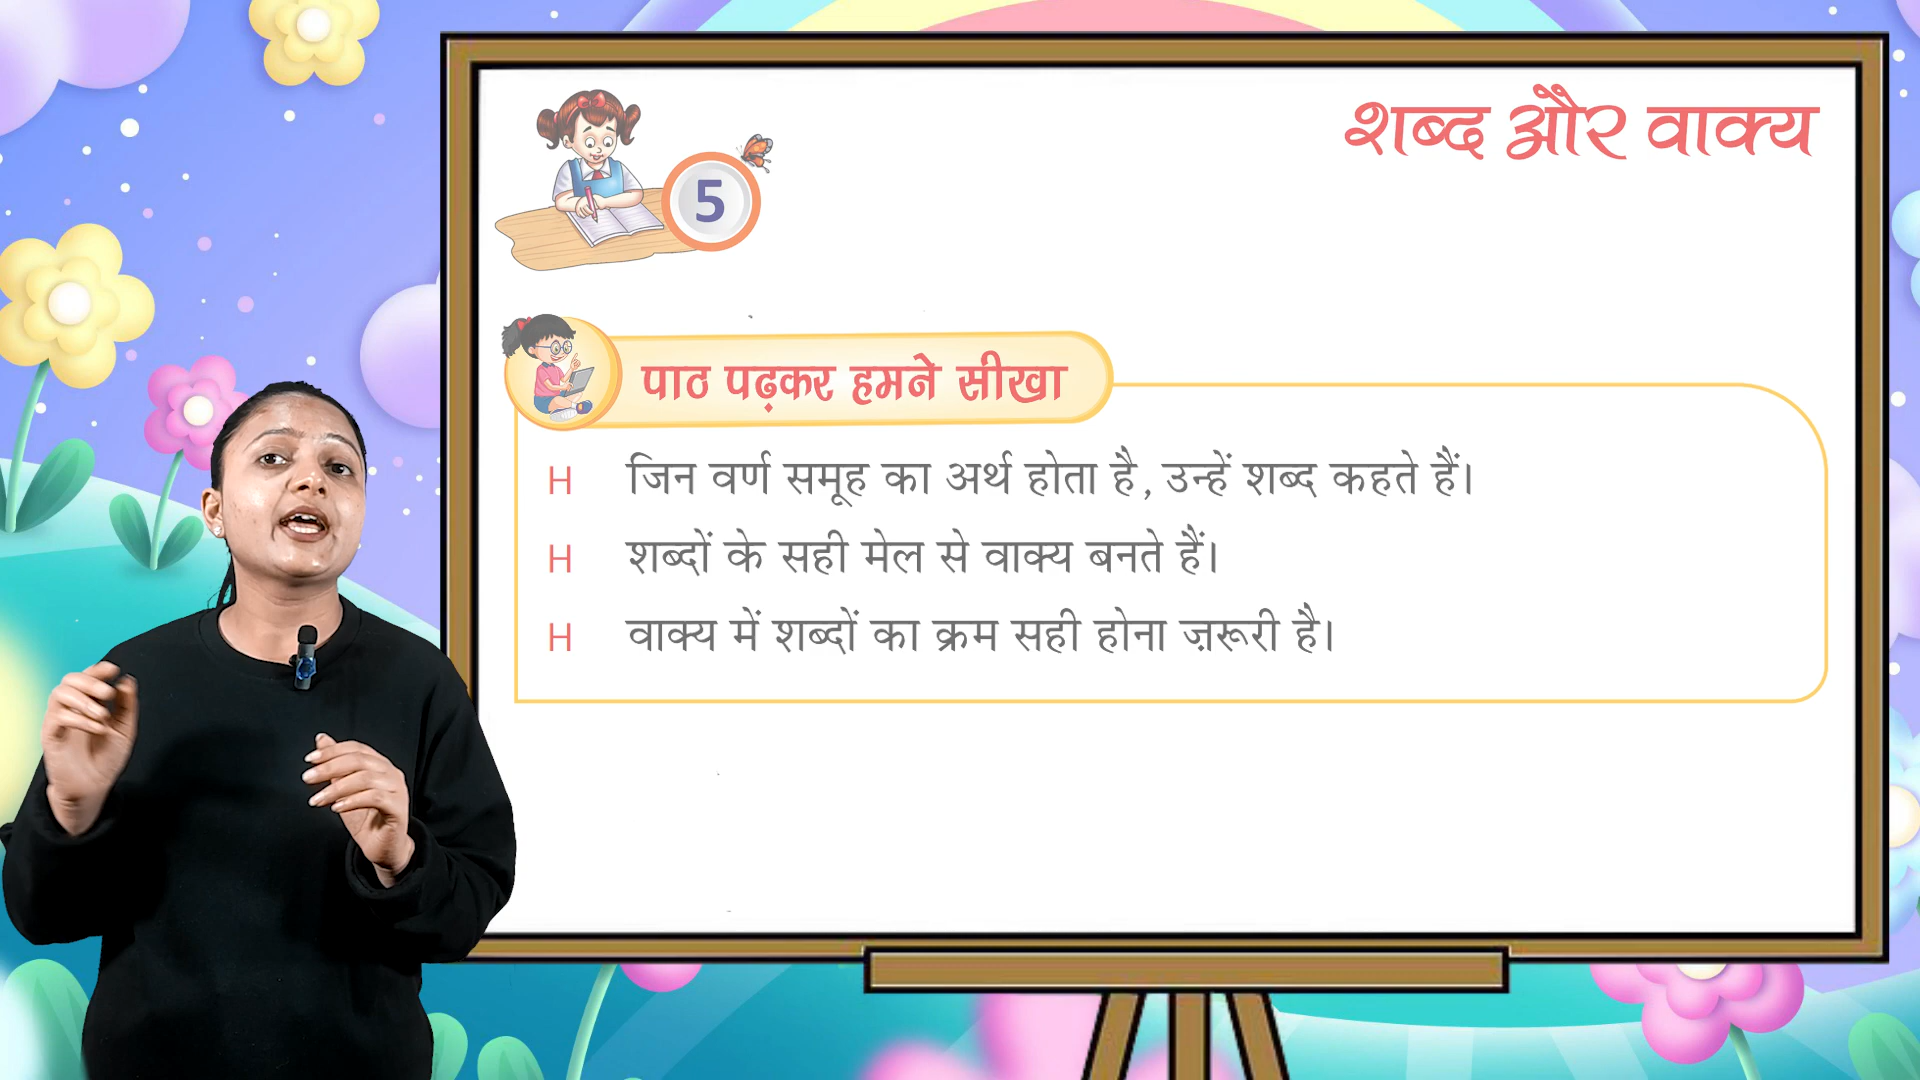 शब्द और वाक्य
5
पाठ पढ़कर हमने सीखा
H जिन वर्ण समूह का अर्थ होता है, उन्हें शब्द कहते हैं।
H शब्दों के सही मेल से वाक्य बनते हैं।
H वाक्य में शब्दों का क्रम सही होना ज़रूरी है।